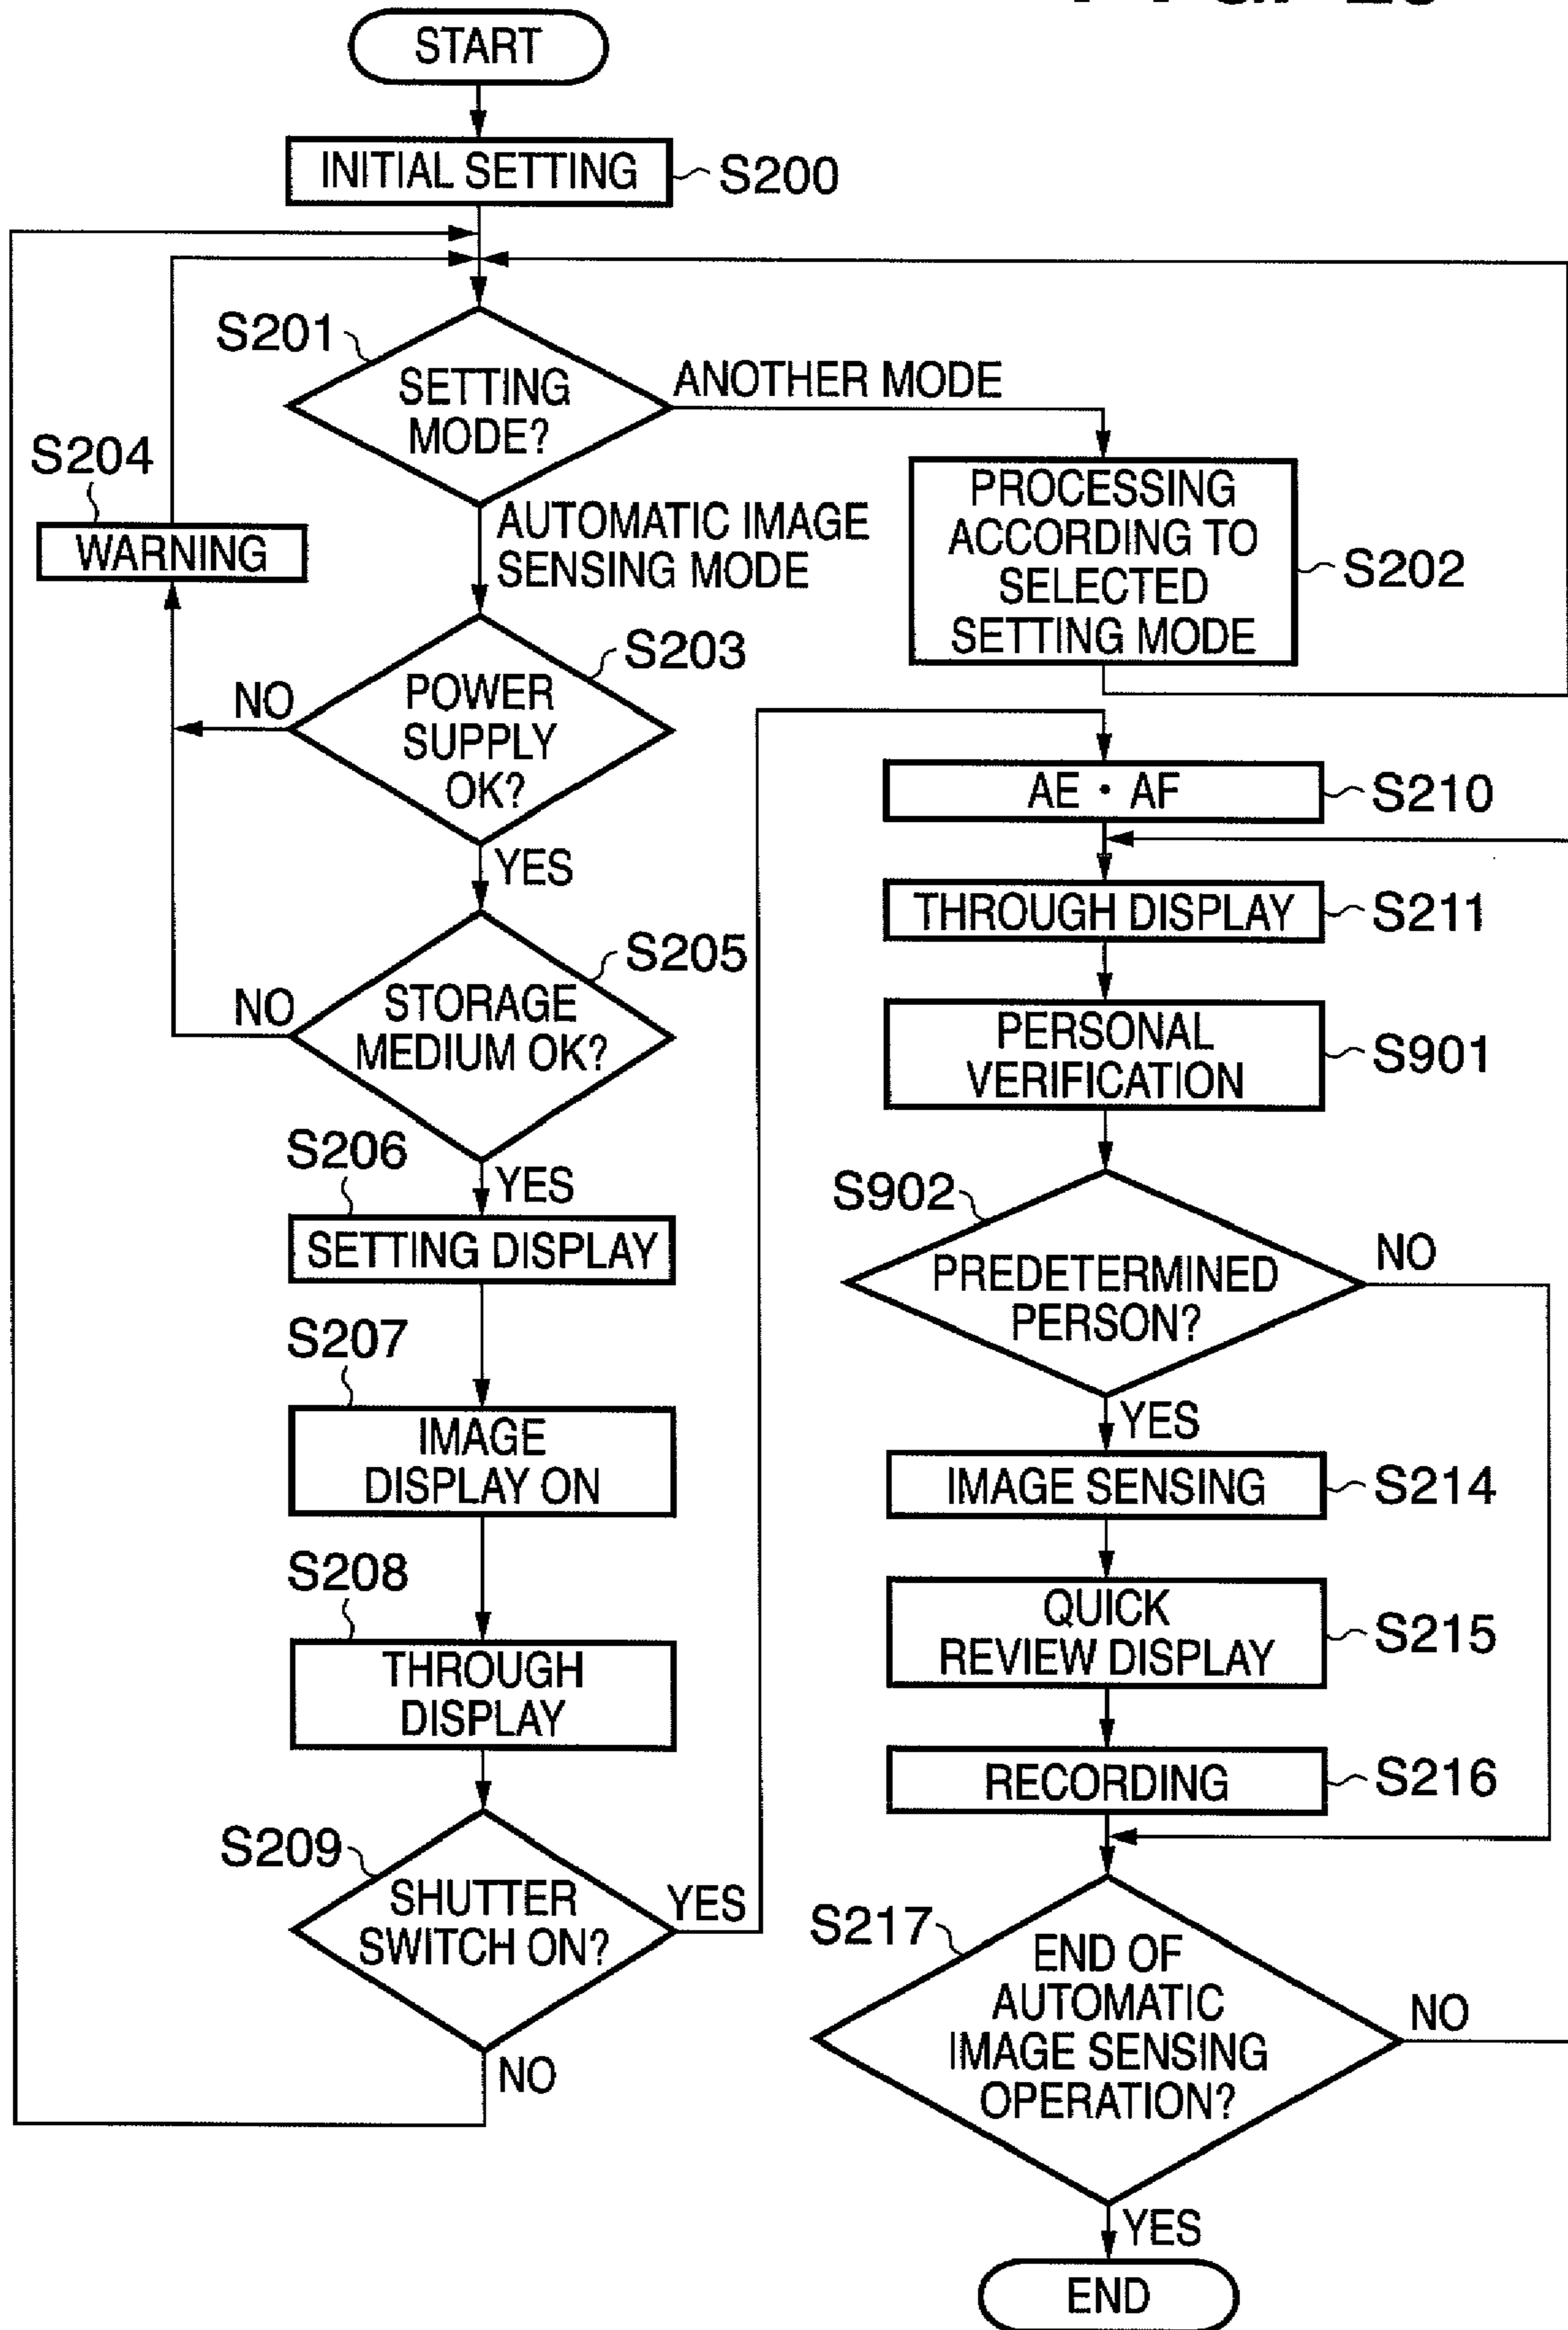 START
INITIAL SETTING
S200
S201
SETTING
MODE?
ANOTHER MODE
S204
WARNING
AUTOMATIC IMAGE
SENSING MODE
PROCESSING
ACCORDING TO
SELECTED
SETTING MODE
S202
S203
POWER
SUPPLY
OK?
NO
YES
S205
STORAGE
MEDIUM OK?
NO
YES
S206
SETTING DISPLAY
S207
IMAGE
DISPLAY ON
S208
THROUGH
DISPLAY
S209
SHUTTER
SWITCH ON?
YES
NO
AE · AF
S210
THROUGH DISPLAY
S211
PERSONAL
VERIFICATION
S901
S902
PREDETERMINED
PERSON?
NO
YES
IMAGE SENSING
S214
QUICK
REVIEW DISPLAY
S215
RECORDING
S216
S217
END OF
AUTOMATIC
IMAGE SENSING
OPERATION?
NO
YES
END